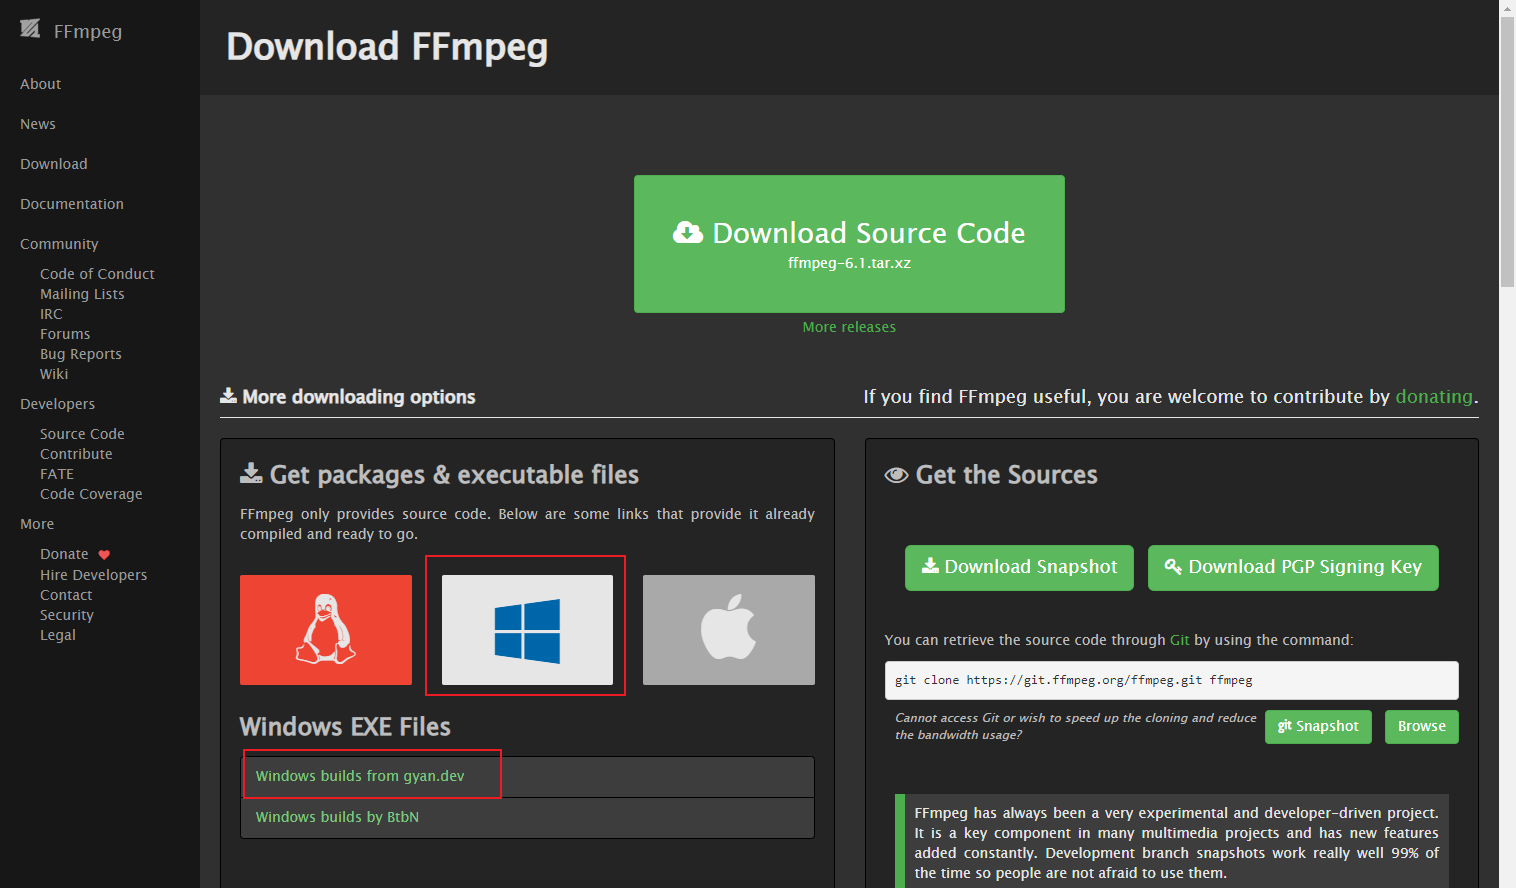 FFmpeg
About
News
Download
Documentation
Community
Code of Conduct
Mailing Lists
IRC
Forums
Bug Reports
Wiki
Developers
Source Code
Contribute
FATE
Code Coverage
More
Donate
Hire Developers
Contact
Security
Legal
Download FFmpeg
Download Source Code
ffmpeg-6.1.tar.xz
More releases
More downloading options
If you find FFmpeg useful, you are welcome to contribute by donating.
Get packages & executable files
FFmpeg only provides source code. Below are some links that provide it already
compiled and ready to go.
Windows EXE Files
Windows builds from gyan.dev
Windows builds by BtbN
Get the Sources
Download Snapshot
Download PGP Signing Key
You can retrieve the source code through Git by using the command:
git clone https://git.ffmpeg.org/ffmpeg.git ffmpeg
Cannot access Git or wish to speed up the cloning and reduce
the bandwidth usage?
git Snapshot
Browse
FFmpeg has always been a very experimental and developer-driven project.
It is a key component in many multimedia projects and has new features
added constantly. Development branch snapshots work really well 99% of
the time so people are not afraid to use them.